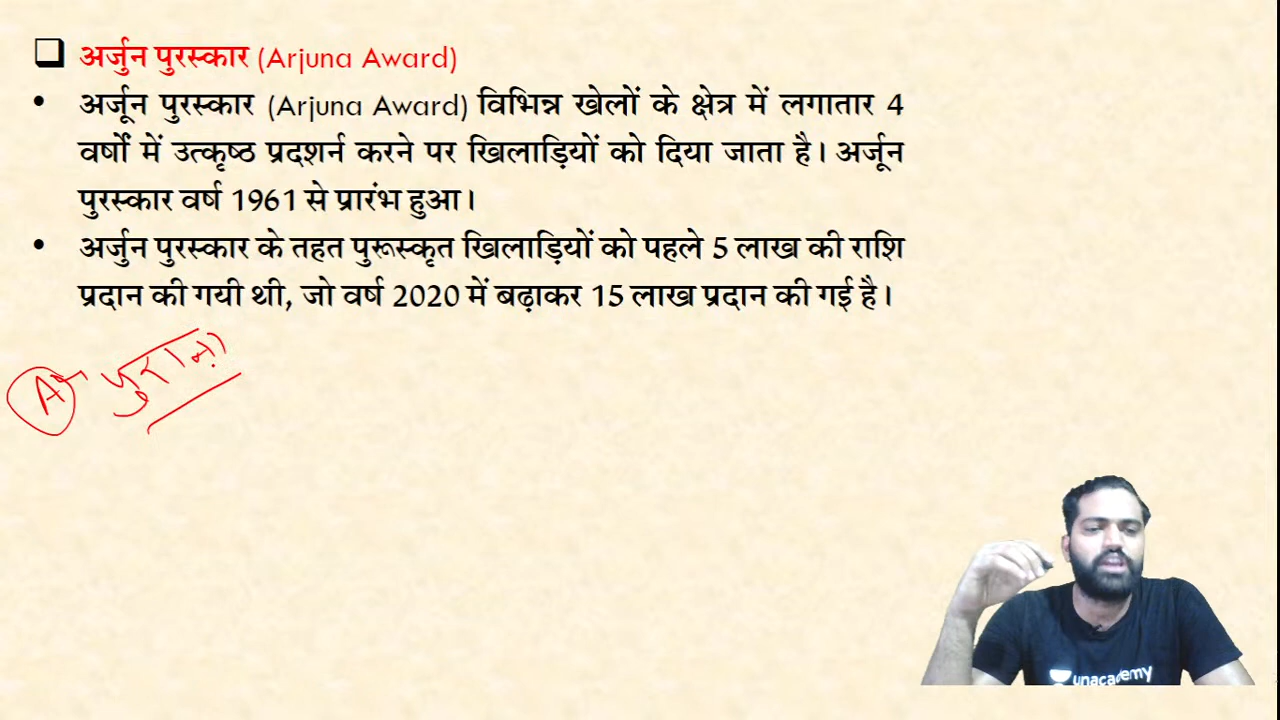 अर्जुन पुरस्कार (Arjuna Award)
अर्जून पुरस्कार (Arjuna Award) विभिन्न खेलों के क्षेत्र में लगातार 4
वर्षों में उत्कृष्ठ प्रदशर्न करने पर खिलाड़ियों को दिया जाता है। अर्जून
पुरस्कार वर्ष 1961 से प्रारंभ हुआ।
अर्जुन पुरस्कार के तहत पुरूस्कृत खिलाड़ियों को पहले 5 लाख की राशि
प्रदान की गयी थी, जो वर्ष 2020 में बढ़ाकर 15 लाख प्रदान की गई है।
unacademy